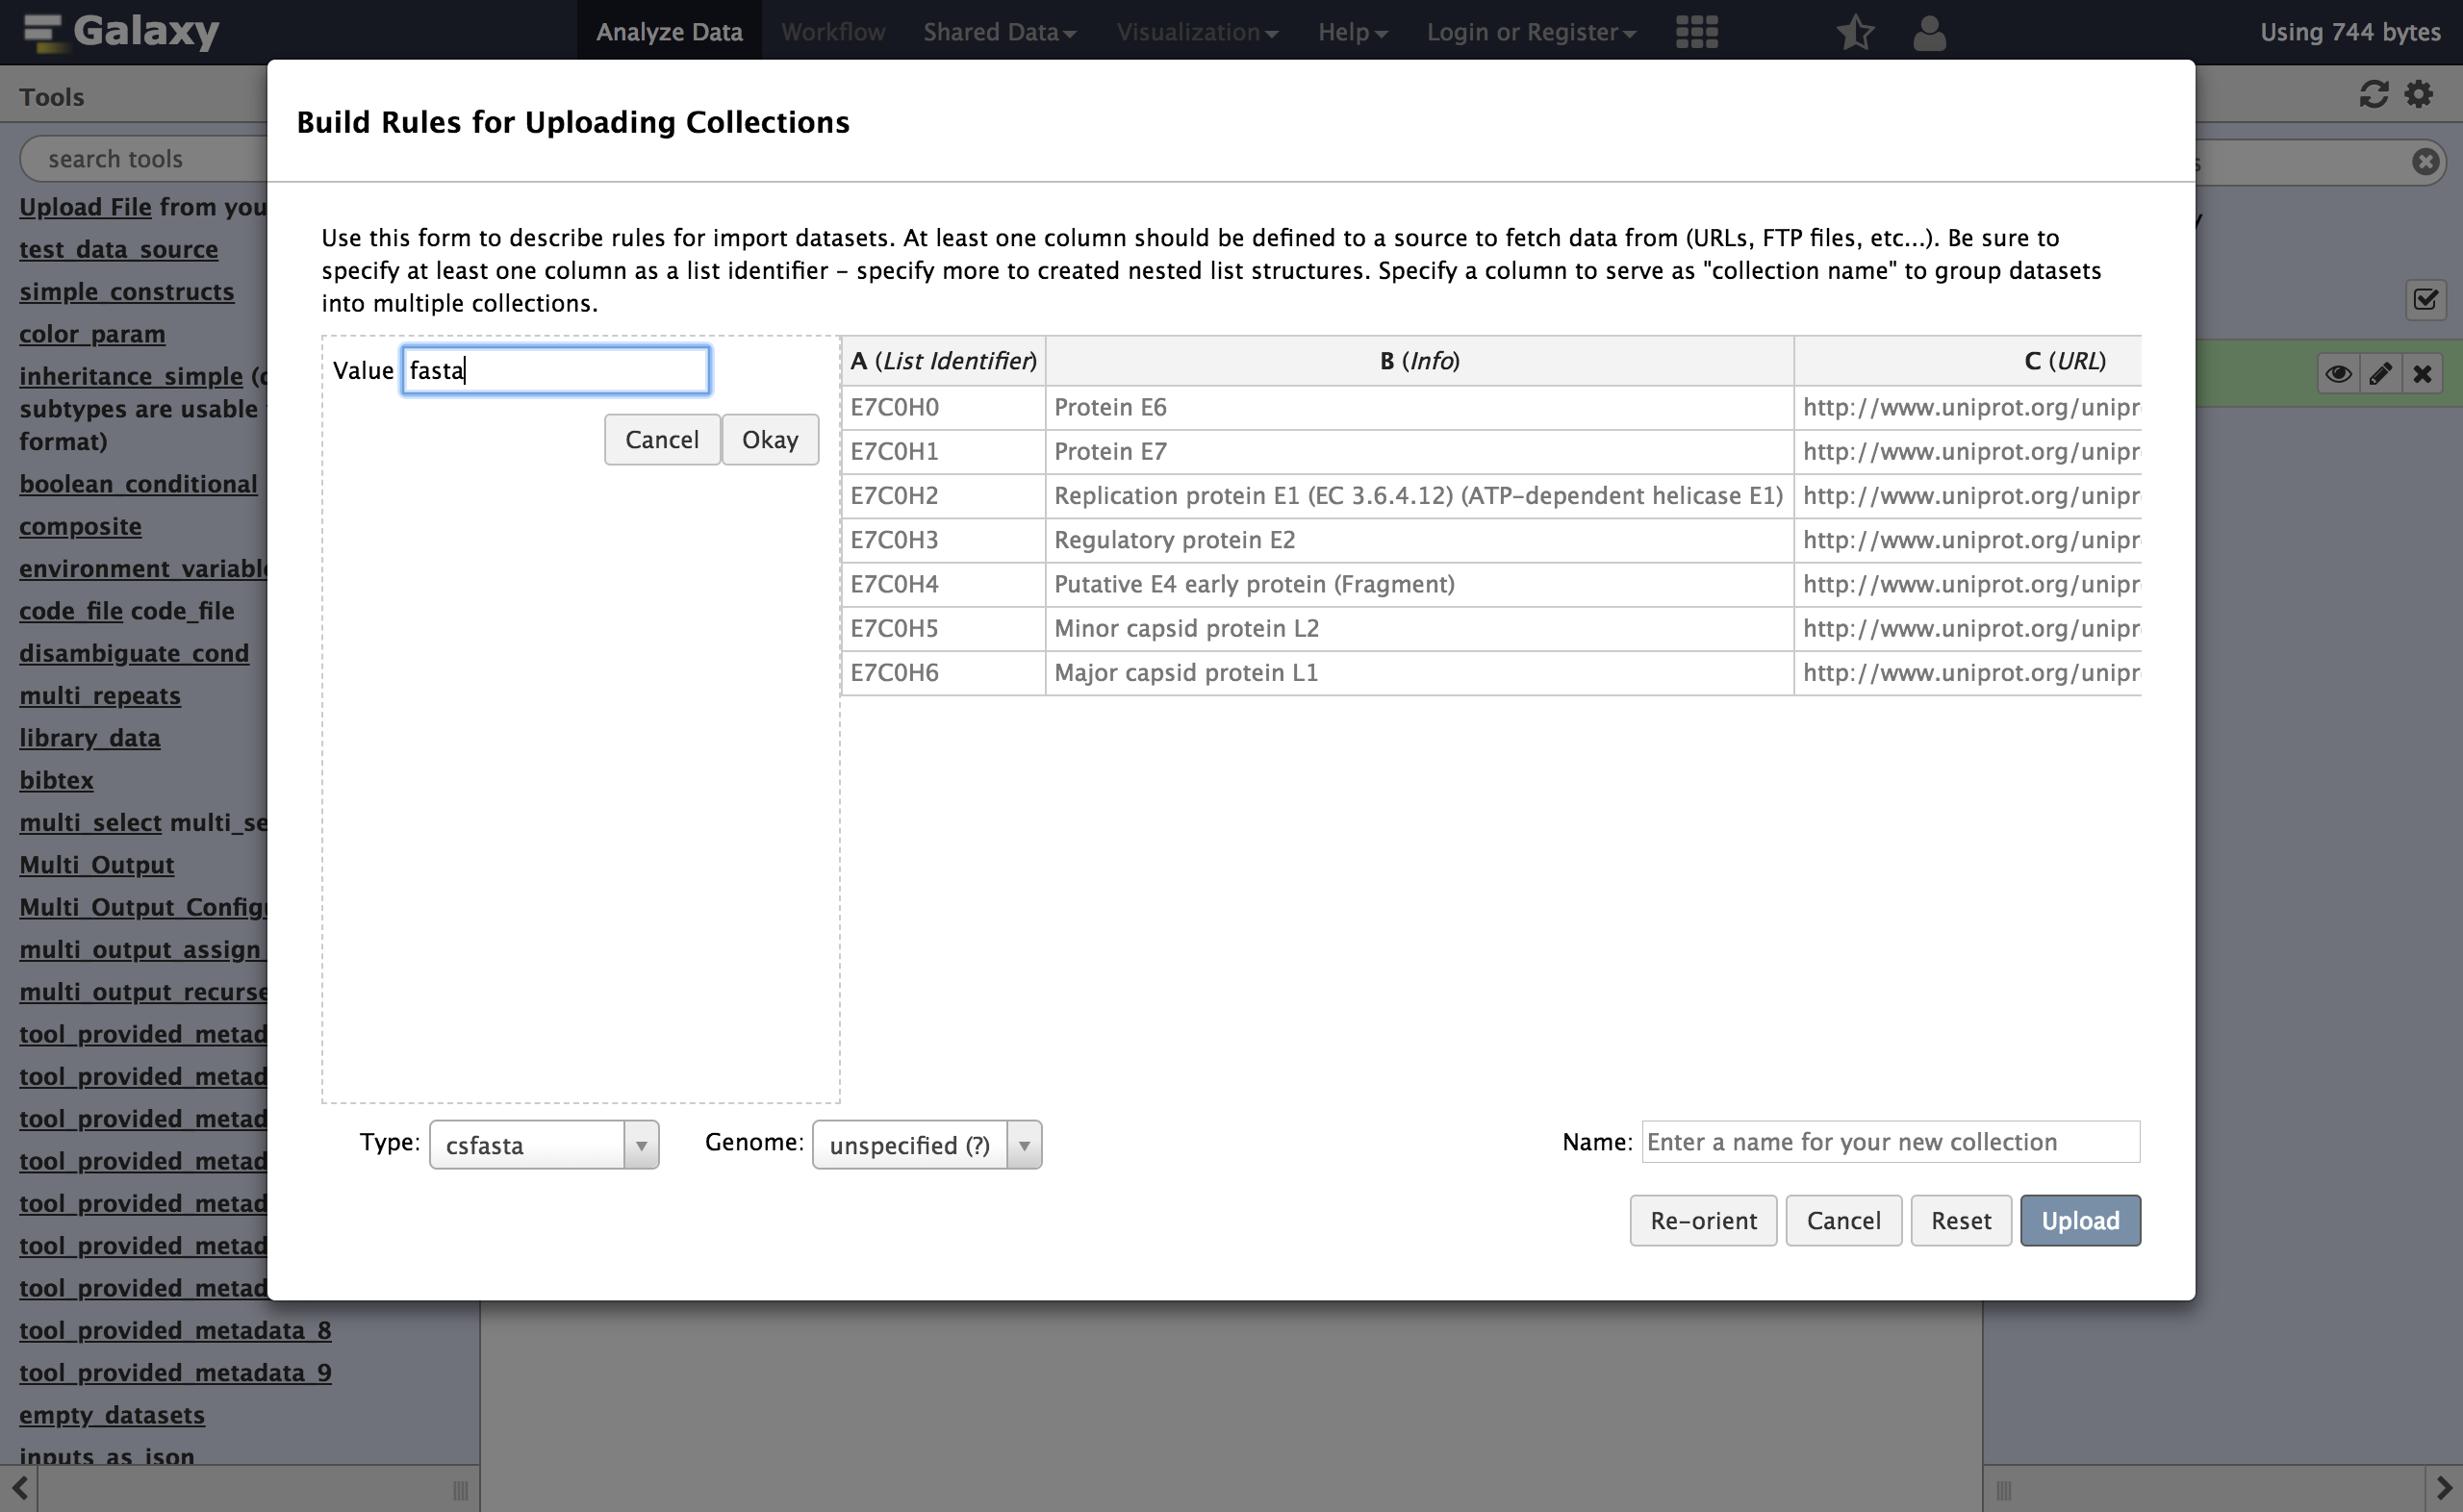 Galaxy
Analyze Data
Workflow
Shared Data
Visualization
Help
Login or Register
Using 744 bytes
Tools
search tools
Upload File from you
test_data_source
simple_constructs
color_param
inheritance_simple (
subtypes are usable
format)
boolean_conditional
composite
environment_variabl
code_file code_file
disambiguate_cond
multi_repeats
library_data
bibtex
multi_select multi_se
Multi_Output
Multi_Output_Config
multi_output_assign_
multi_output_recurse
tool_provided_metad
tool_provided_metad
tool_provided_metad
tool_provided_metad
tool_provided_metad
tool_provided_metad
tool_provided_metad
tool_provided_metadata_8
tool_provided_metadata_9
empty_datasets
inputs_as_json
Build Rules for Uploading Collections
Use this form to describe rules for import datasets. At least one column should be defined to a source to fetch data from (URLs, FTP files, etc...). Be sure to
specify at least one column as a list identifier – specify more to created nested list structures. Specify a column to serve as "collection name" to group datasets
into multiple collections.
Value fasta
Cancel Okay
A (List Identifier) B (Info) C (URL)
E7C0H0 Protein E6 http://www.uniprot.org/unipr
E7C0H1 Protein E7 http://www.uniprot.org/unipr
E7C0H2 Replication protein E1 (EC 3.6.4.12) (ATP-dependent helicase E1) http://www.uniprot.org/unipr
E7C0H3 Regulatory protein E2 http://www.uniprot.org/unipr
E7C0H4 Putative E4 early protein (Fragment) http://www.uniprot.org/unipr
E7C0H5 Minor capsid protein L2 http://www.uniprot.org/unipr
E7C0H6 Major capsid protein L1 http://www.uniprot.org/unipr
Type: csfasta Genome: unspecified (?) Name: Enter a name for your new collection
Re-orient Cancel Reset Upload